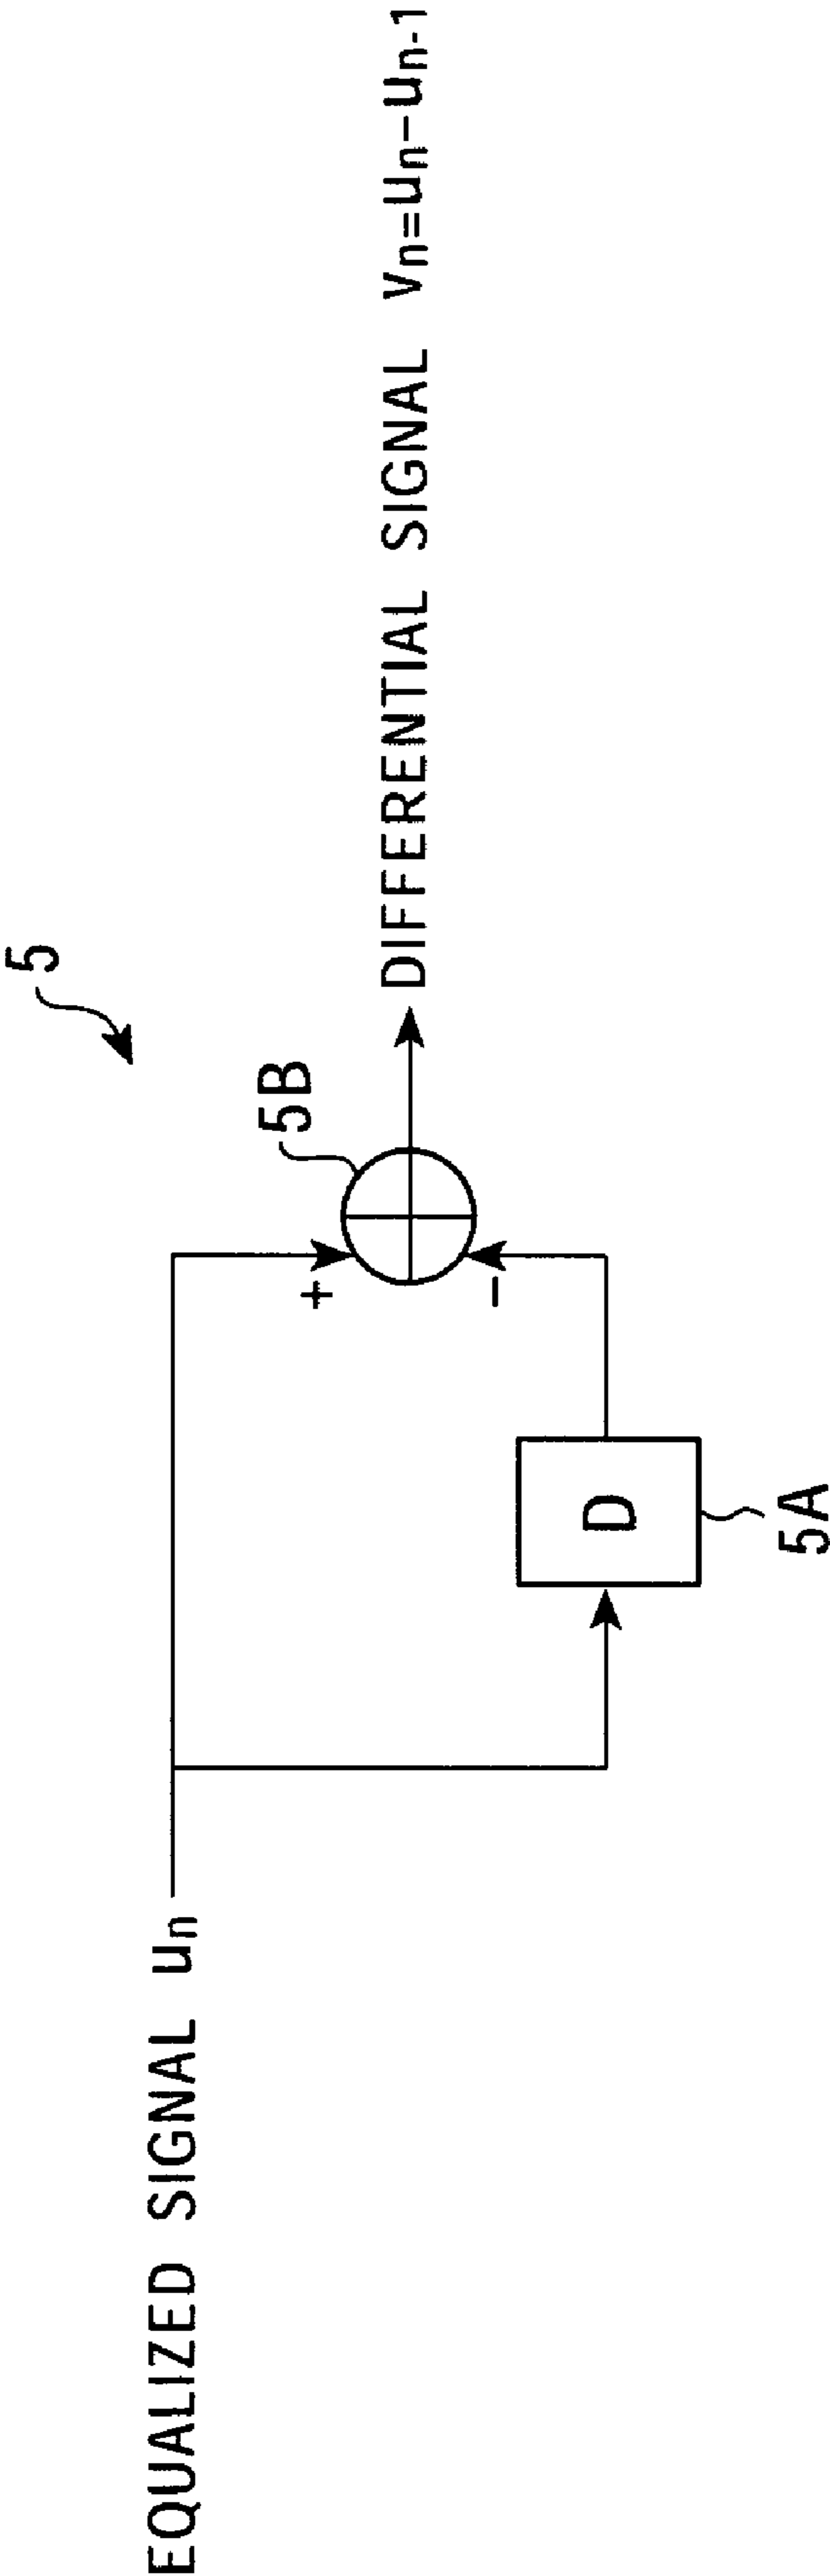 5
5B
EQUALIZED SIGNAL un
+
-
DIFFERENTIAL SIGNAL vn=un-un-1
D
5A